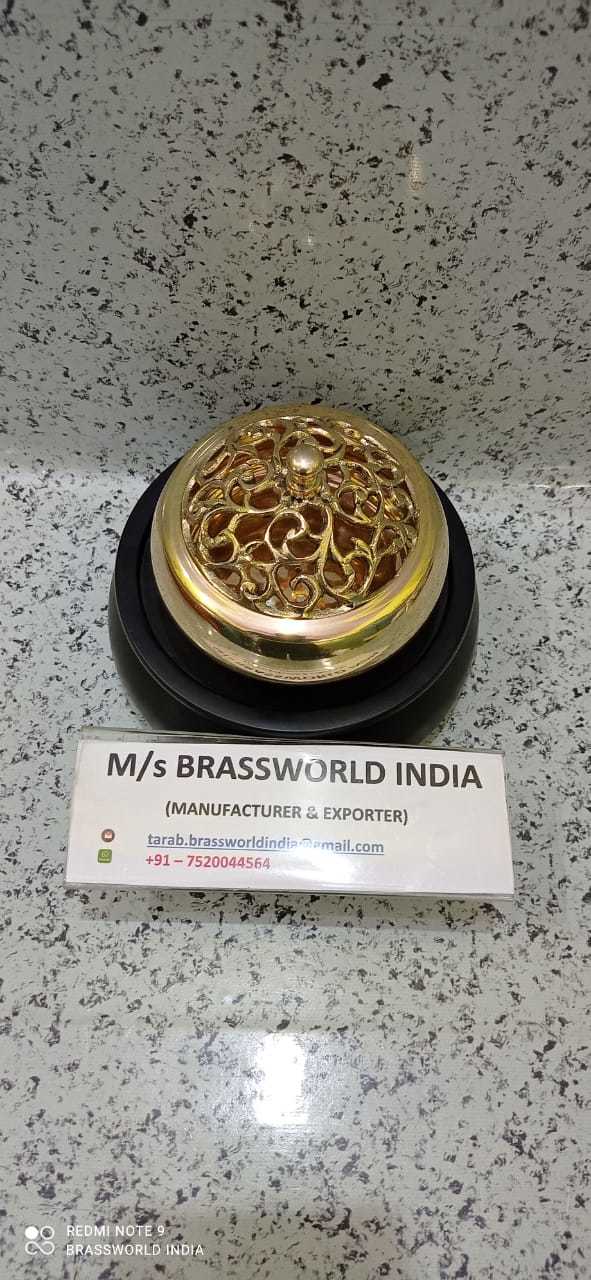 M/s BRASSWORLD INDIA
(MANUFACTURER & EXPORTER)
tarab.brassworldindia@gmail.com
+91 – 7520044564
REDMI NOTE 9
BRASSWORLD INDIA